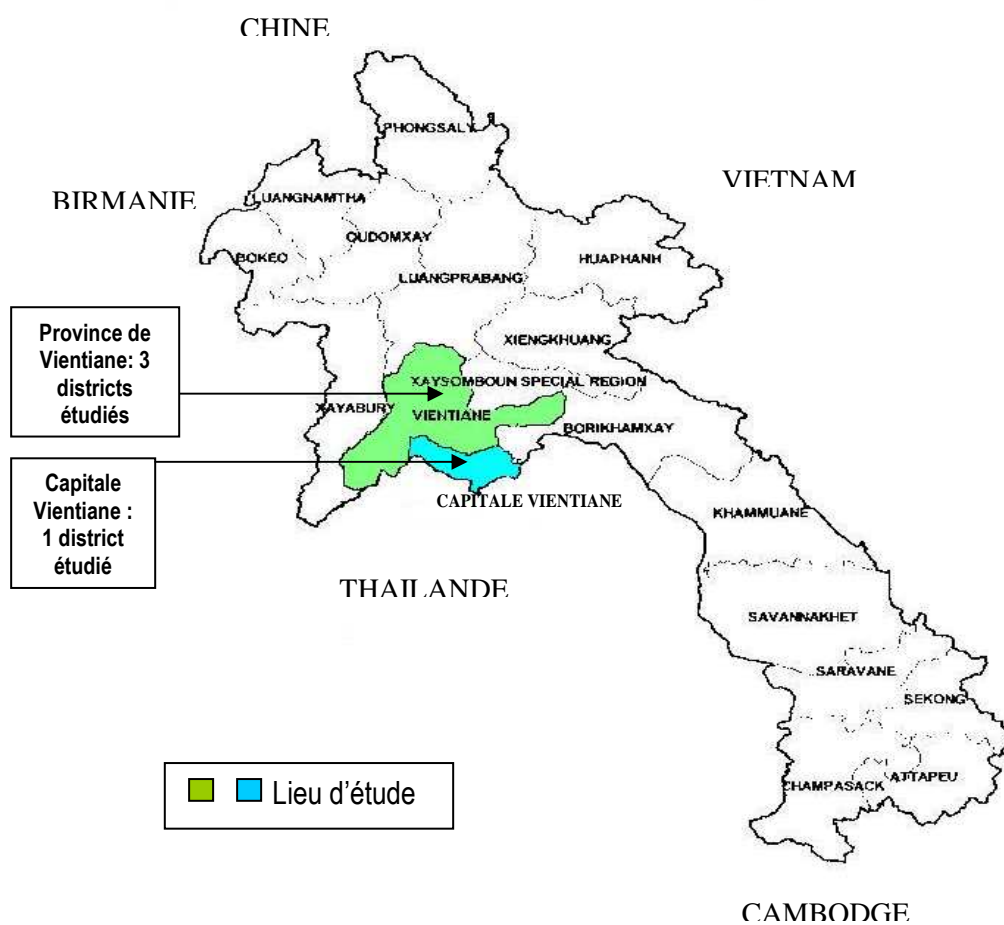 CHINE
PHONGSALY
VIETNAM
BIRMANIE
LUANGNAMTHA
OUDOMXAY
BOKEO
HUAPHANH
LUANGPRABANG
Province de
Vientiane: 3
districts
étudiés
XIENGKHUANG
XAYSOMBOUN SPECIAL REGION
XAYABURY
VIENTIANE
BORIKHAMXAY
Capitale
Vientiane :
1 district
étudié
CAPITALE VIENTIANE
KHAMMUANE
THAILANDE
SAVANNAKHET
SARAVANE
SEKONG
Lieu d’étude
CHAMPASACK
ATTAPEU
CAMBODGE